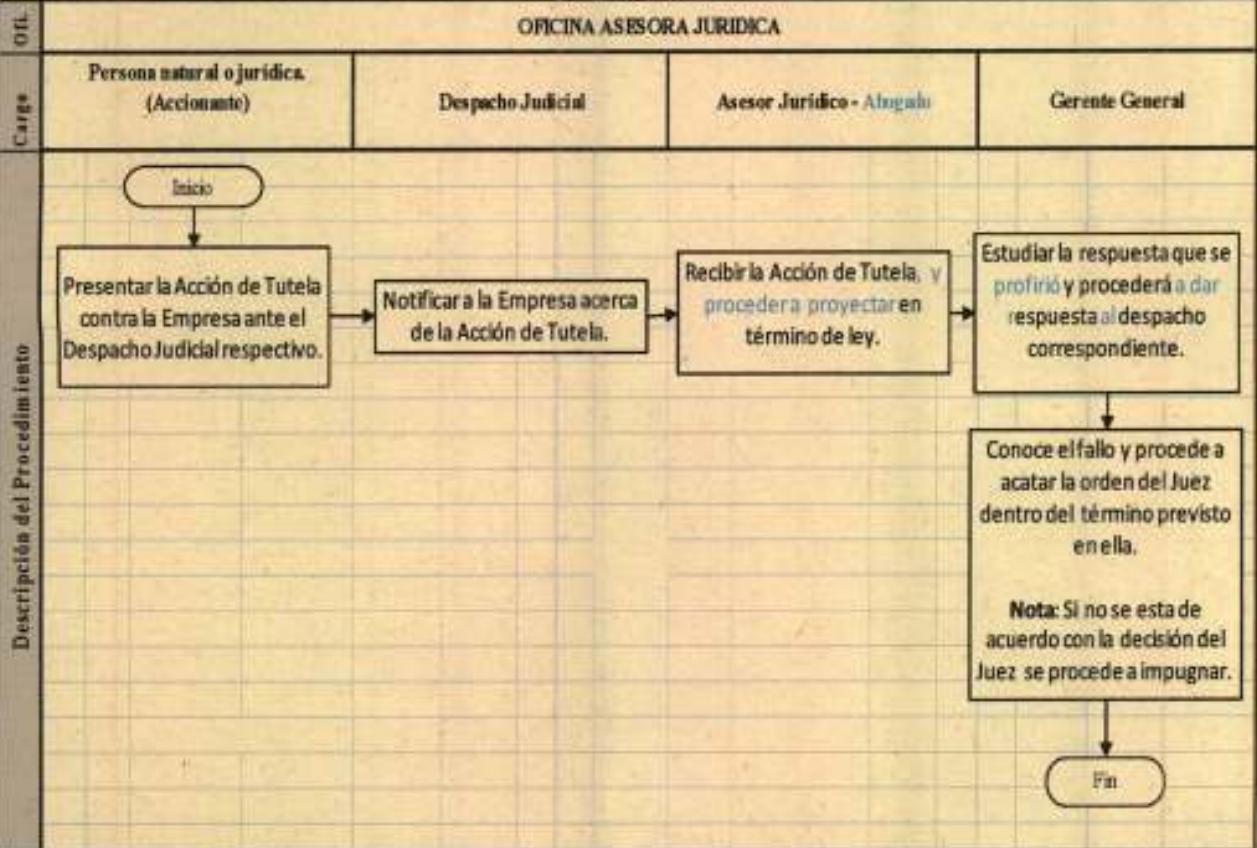 Ofi.
OFICINA ASESORA JURIDICA
Cargo
Persona natural o jurídica.
(Accionante)
Despacho Judicial
Asesor Jurídico - Abogado
Gerente General
Descripción del Procedimiento
Inicio
Presentar la Acción de Tutela
contra la Empresa ante el
Despacho Judicial respectivo.
Notificar a la Empresa acerca
de la Acción de Tutela.
Recibir la Acción de Tutela, y
procedera proyectar en
término de ley.
Estudiar la respuesta que se
profirió y procederá a dar
respuesta al despacho
correspondiente.
Conoce el fallo y procede a
acatar la orden del Juez
dentro del término previsto
en ella.
Nota: Si no se esta de
acuerdo con la decisión del
Juez se procede a impugnar.
Fin